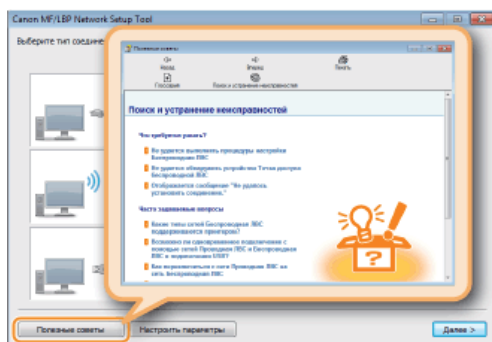 Canon MF/LBP Network Setup Tool
Выберите тип соедине
Полезные советы
Назад
Вперед
Печать
Глоссарий
Поиск и устранение неисправностей
Поиск и устранение неисправностей
Что требуется узнать?
Не удается выполнить процедуры настройки
Беспроводная ЛВС
Не удается обнаружить устройства Точка доступа
беспроводной ЛВС
Отображается сообщение "Не удалось
установить соединение."
Часто задаваемые вопросы
Какие типы сетей Беспроводная ЛВС
поддерживаются принтером?
Возможно ли одновременное подключение с
помощью сетей Проводная ЛВС и Беспроводная
ЛВС и подключения USB?
Как переключиться с сети Проводная ЛВС на
сеть Беспроводная ЛВС
?
Полезные советы
Настроить параметры
Далее >